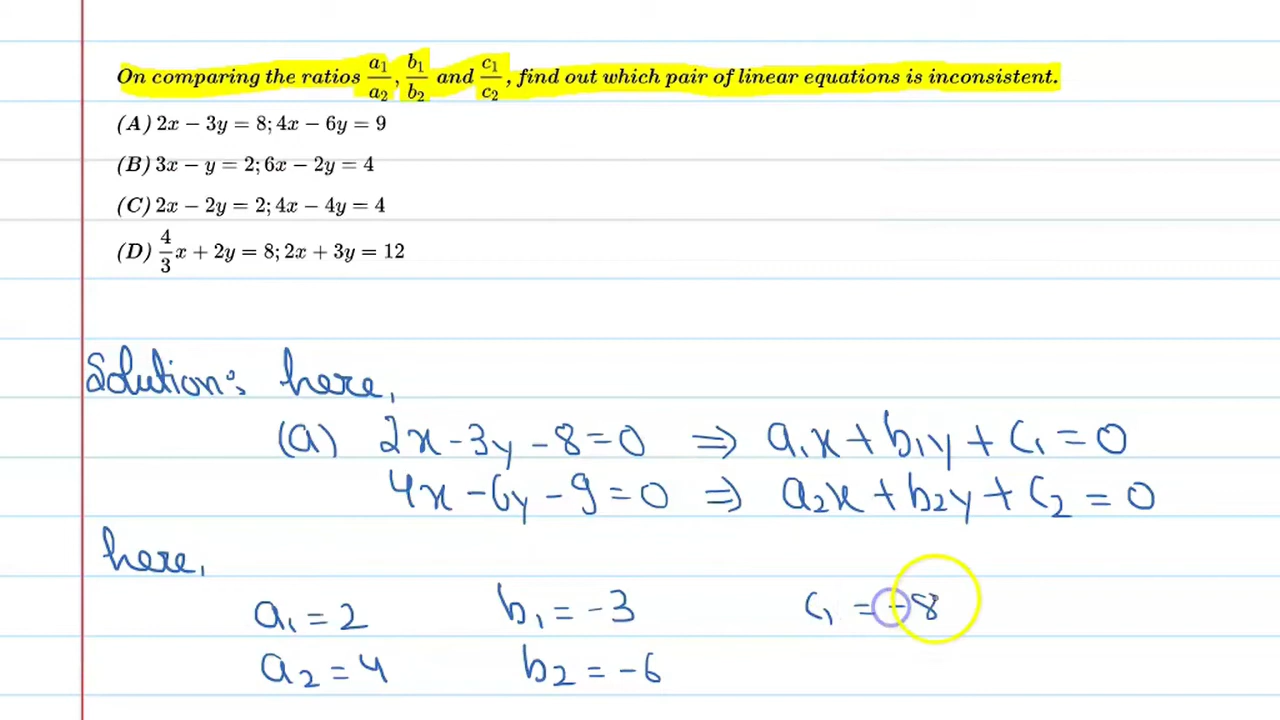 On comparing the ratios a₁/a₂, b₁/b₂ and c₁/c₂, find out which pair of linear equations is inconsistent.
(A) 2x − 3y = 8; 4x − 6y = 9
(B) 3x − y = 2; 6x − 2y = 4
(C) 2x − 2y = 2; 4x − 4y = 4
(D) 4/3 x + 2y = 8; 2x + 3y = 12
Solution: here,
(a) 2x - 3y - 8 = 0 ⇒ a₁x + b₁y + c₁ = 0
4x - 6y - 9 = 0 ⇒ a₂x + b₂y + c₂ = 0
here,
a₁ = 2 b₁ = -3 c₁ = -8
a₂ = 4 b₂ = -6